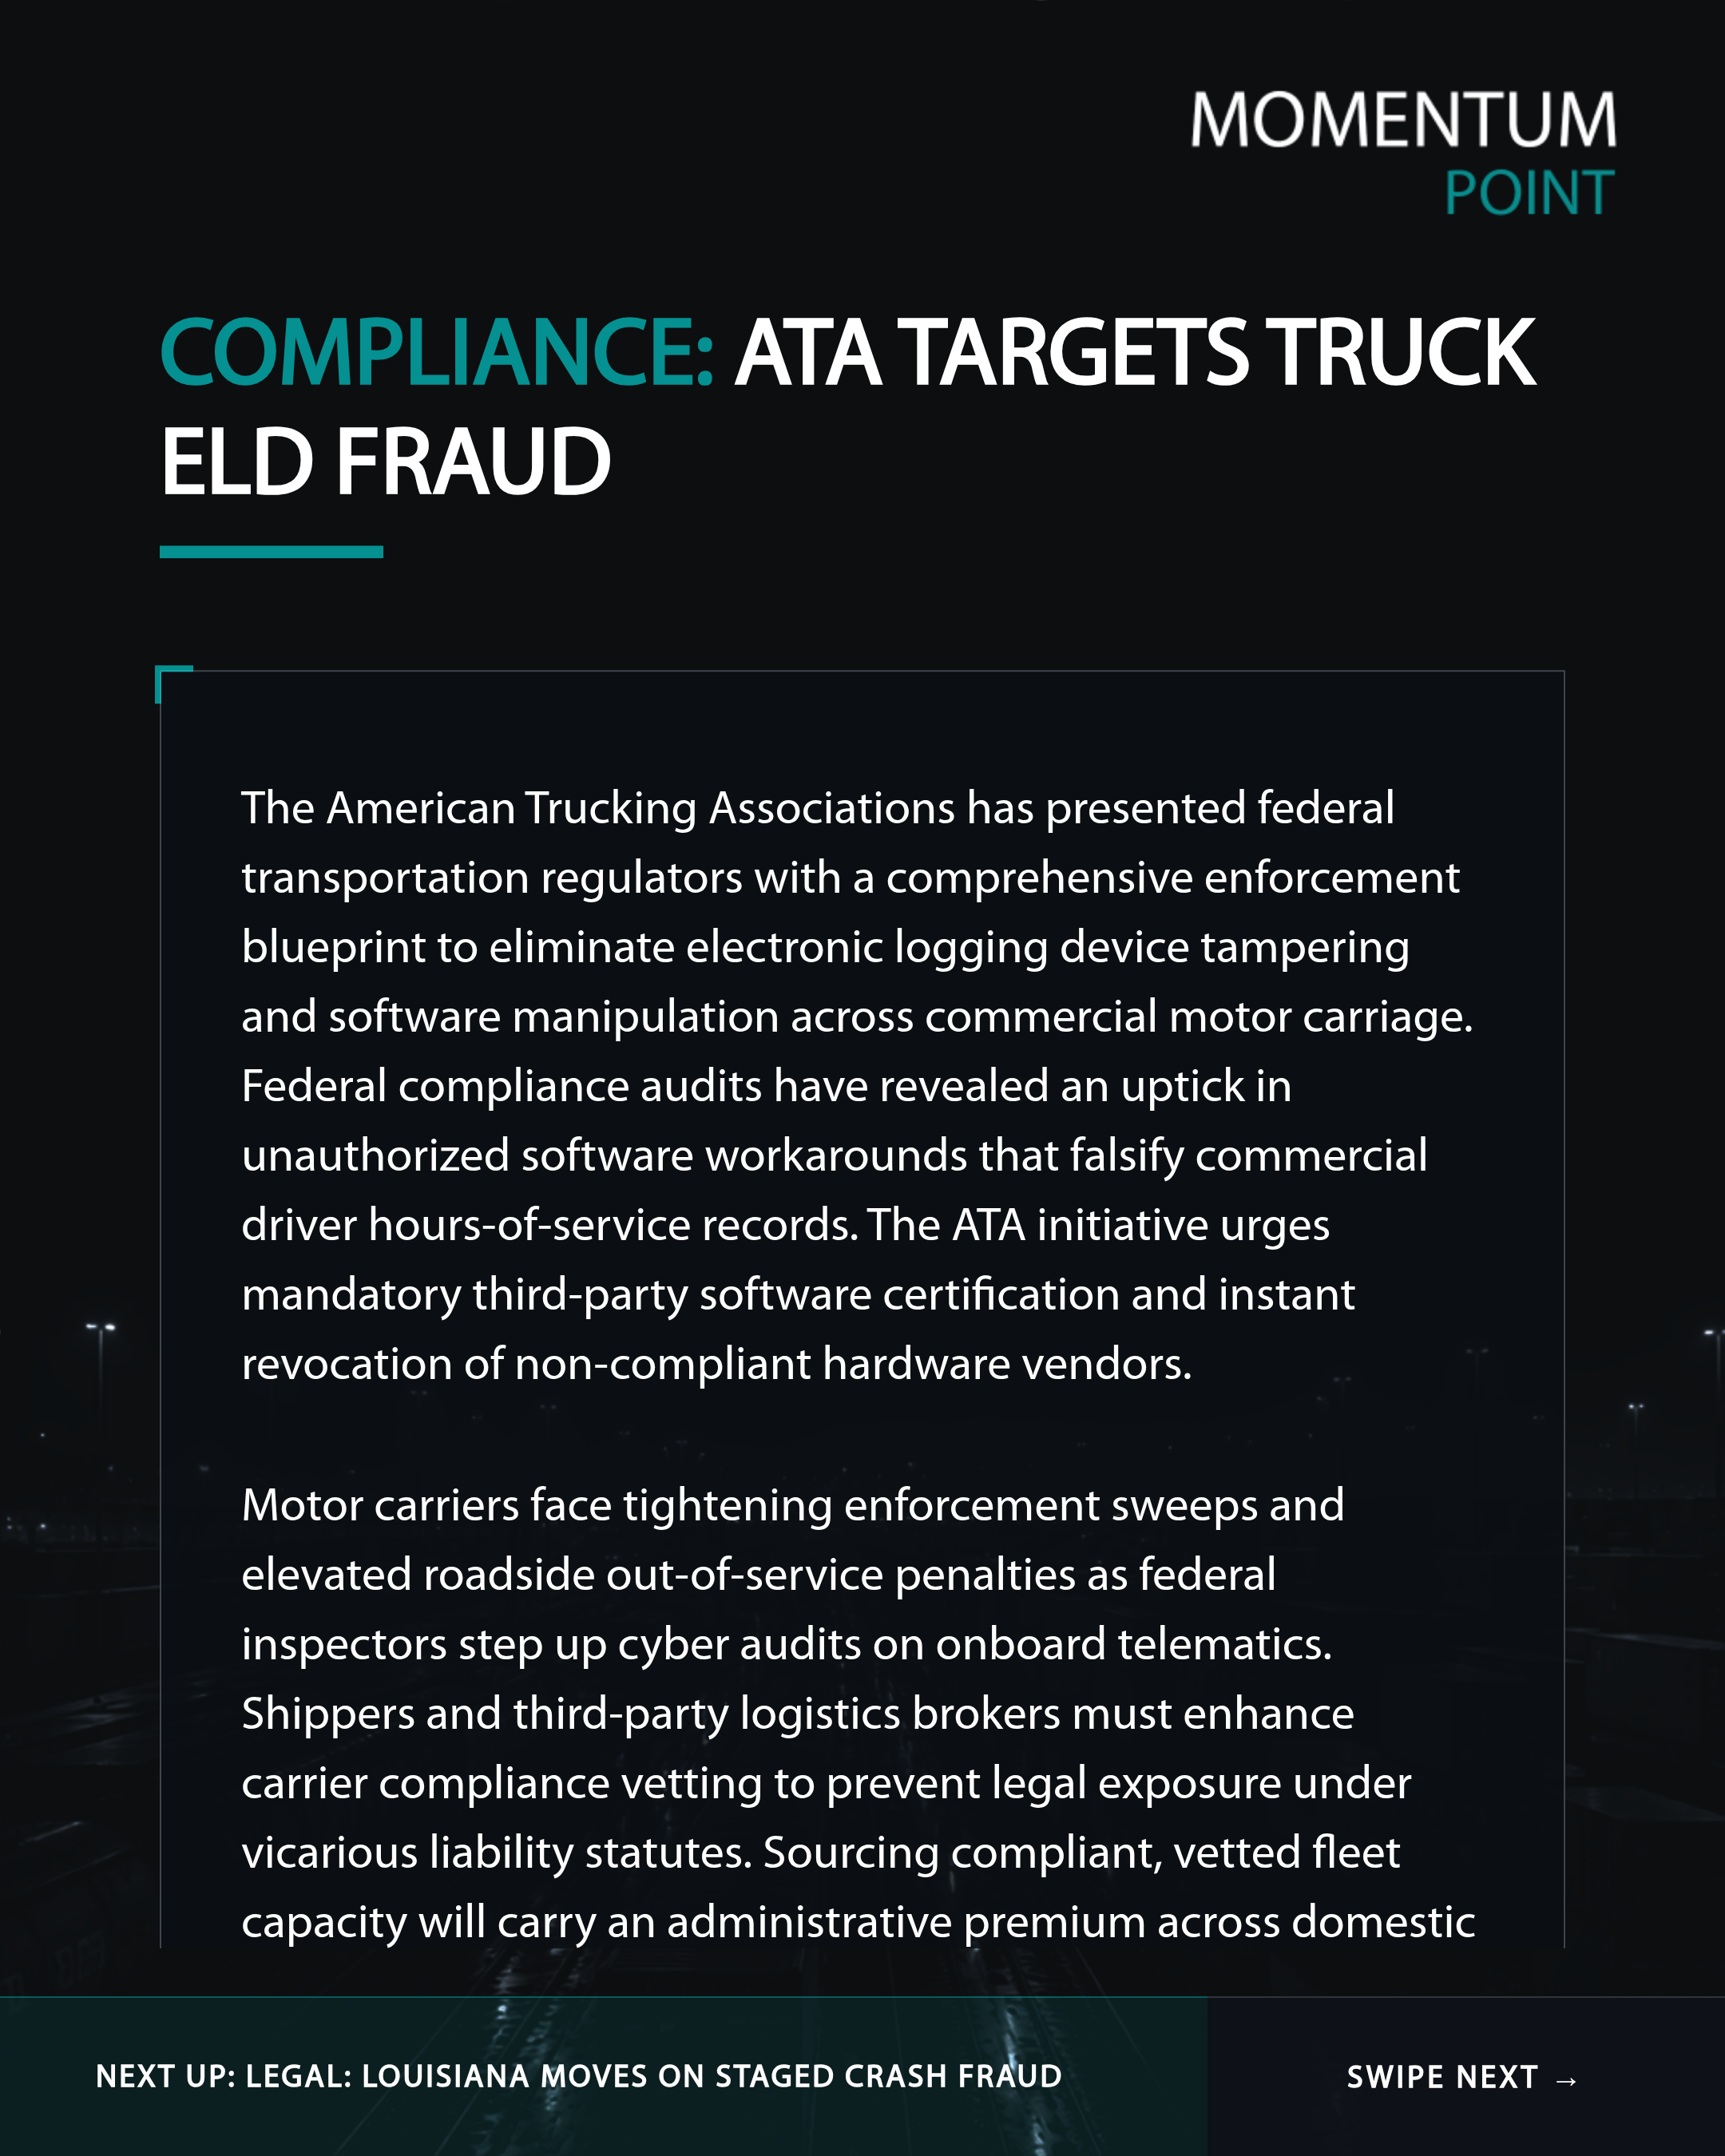 MOMENTUM
POINT
COMPLIANCE: ATA TARGETS TRUCK
ELD FRAUD
The American Trucking Associations has presented federal
transportation regulators with a comprehensive enforcement
blueprint to eliminate electronic logging device tampering
and software manipulation across commercial motor carriage.
Federal compliance audits have revealed an uptick in
unauthorized software workarounds that falsify commercial
driver hours-of-service records. The ATA initiative urges
mandatory third-party software certification and instant
revocation of non-compliant hardware vendors.
Motor carriers face tightening enforcement sweeps and
elevated roadside out-of-service penalties as federal
inspectors step up cyber audits on onboard telematics.
Shippers and third-party logistics brokers must enhance
carrier compliance vetting to prevent legal exposure under
vicarious liability statutes. Sourcing compliant, vetted fleet
capacity will carry an administrative premium across domestic
NEXT UP: LEGAL: LOUISIANA MOVES ON STAGED CRASH FRAUD
SWIPE NEXT →